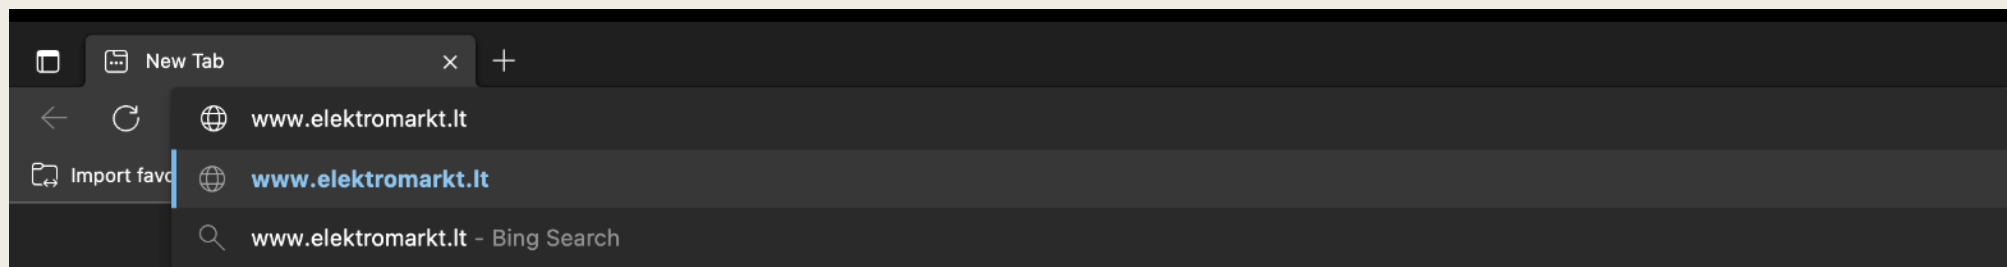 New Tab
www.elektromarkt.lt
Import favo
www.elektromarkt.lt
www.elektromarkt.lt - Bing Search